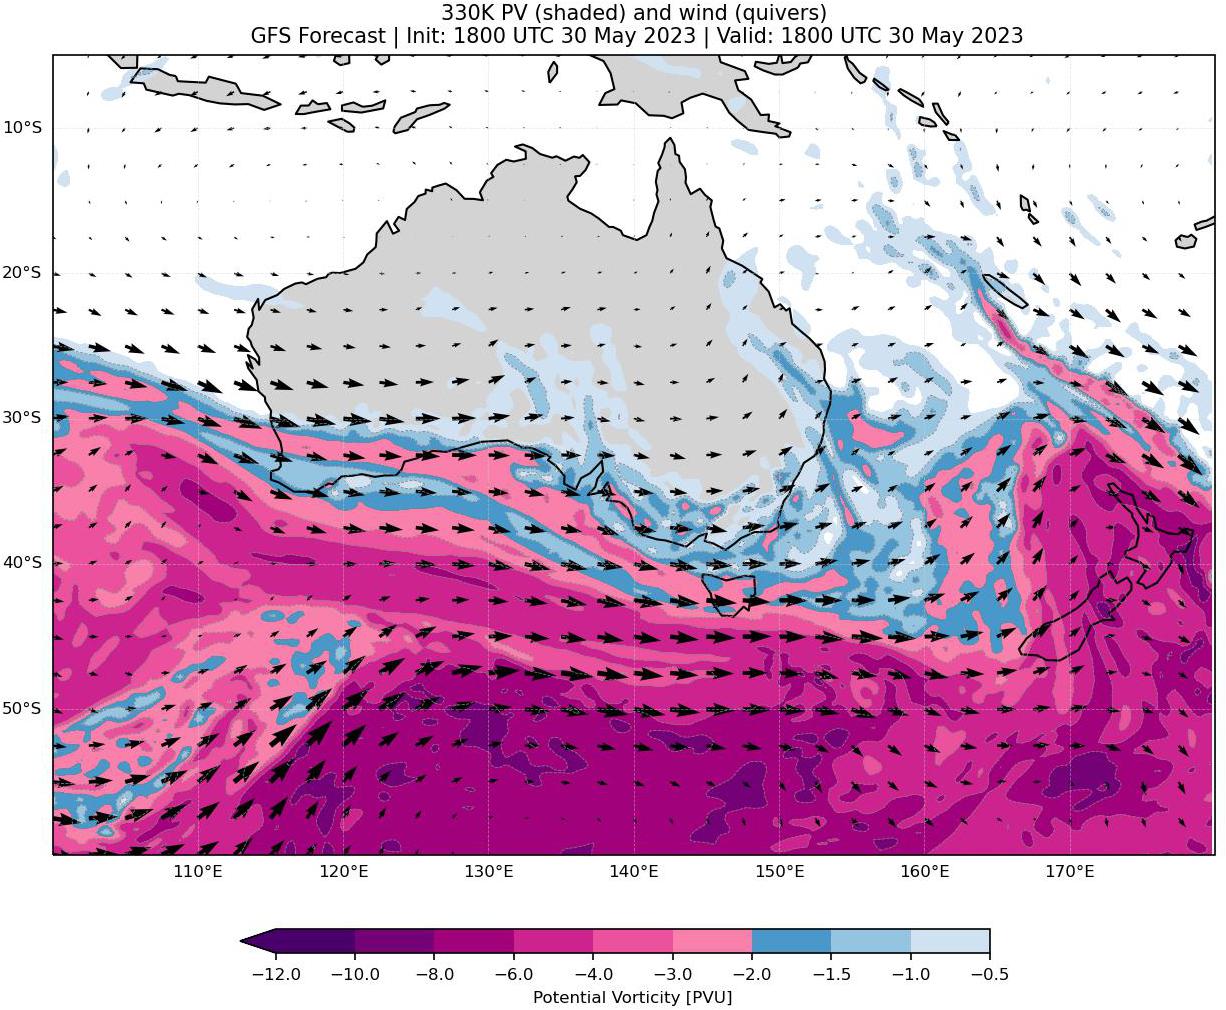 330K PV (shaded) and wind (quivers)
GFS Forecast | Init: 1800 UTC 30 May 2023 | Valid: 1800 UTC 30 May 2023
10°S
20°S
30°S
40°S
50°S
110°E 120°E 130°E 140°E 150°E 160°E 170°E
−12.0 −10.0 −8.0 −6.0 −4.0 −3.0 −2.0 −1.5 −1.0 −0.5
Potential Vorticity [PVU]